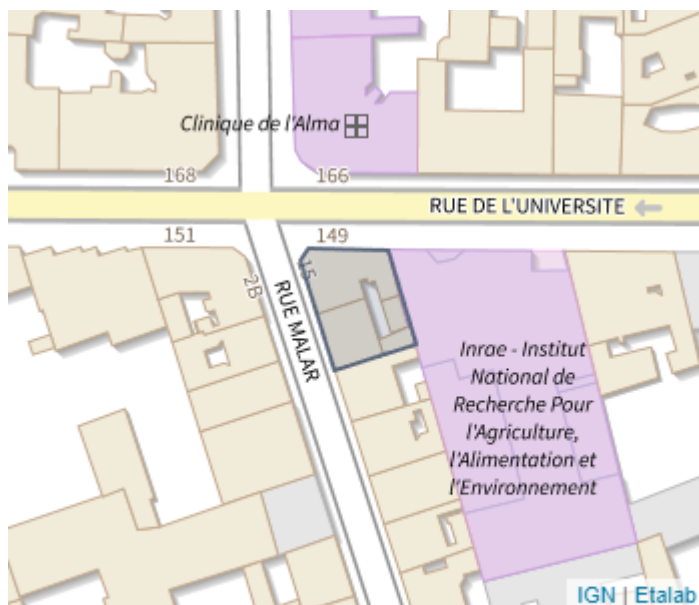 Clinique de l'Alma
168
166
RUE DE L'UNIVERSITE
151
149
15
2B
RUE MALAR
Inrae - Institut
National de
Recherche Pour
l'Agriculture,
l'Alimentation et
l'Environnement
IGN | Etalab